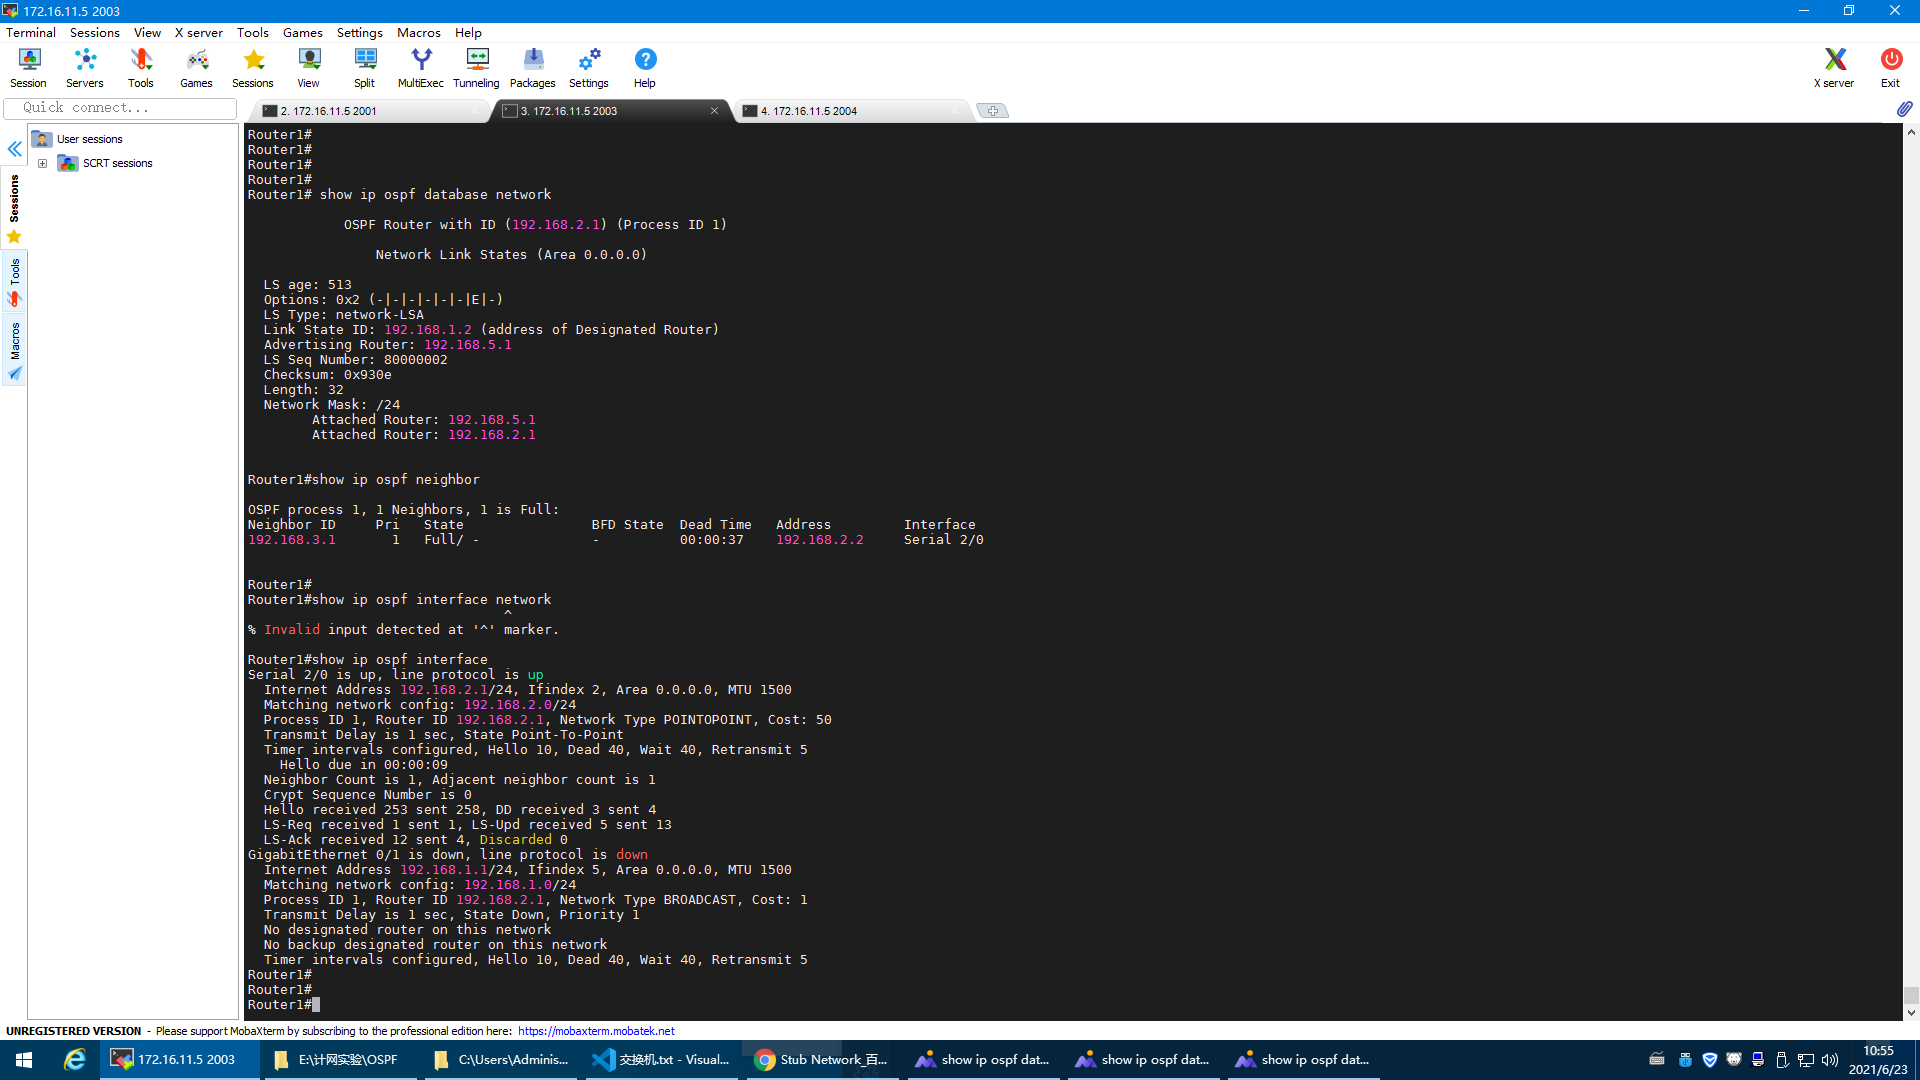 172.16.11.5 2003
Terminal Sessions View X server Tools Games Settings Macros Help
Session Servers Tools Games Sessions View Split MultiExec Tunneling Packages Settings Help X server Exit
Quick connect...
2. 172.16.11.5 2001
3. 172.16.11.5 2003
4. 172.16.11.5 2004
User sessions
SCRT sessions
Sessions
Tools
Macros
Router1#
Router1#
Router1#
Router1#
Router1# show ip ospf database network
OSPF Router with ID (192.168.2.1) (Process ID 1)
Network Link States (Area 0.0.0.0)
LS age: 513
Options: 0x2 (-|-|-|-|-|-|E|-)
LS Type: network-LSA
Link State ID: 192.168.1.2 (address of Designated Router)
Advertising Router: 192.168.5.1
LS Seq Number: 80000002
Checksum: 0x930e
Length: 32
Network Mask: /24
Attached Router: 192.168.5.1
Attached Router: 192.168.2.1
Router1#show ip ospf neighbor
OSPF process 1, 1 Neighbors, 1 is Full:
Neighbor ID Pri State BFD State Dead Time Address Interface
192.168.3.1 1 Full/ - - 00:00:37 192.168.2.2 Serial 2/0
Router1#
Router1#show ip ospf interface network
^
% Invalid input detected at '^' marker.
Router1#show ip ospf interface
Serial 2/0 is up, line protocol is up
Internet Address 192.168.2.1/24, Ifindex 2, Area 0.0.0.0, MTU 1500
Matching network config: 192.168.2.0/24
Process ID 1, Router ID 192.168.2.1, Network Type POINTOPOINT, Cost: 50
Transmit Delay is 1 sec, State Point-To-Point
Timer intervals configured, Hello 10, Dead 40, Wait 40, Retransmit 5
Hello due in 00:00:09
Neighbor Count is 1, Adjacent neighbor count is 1
Crypt Sequence Number is 0
Hello received 253 sent 258, DD received 3 sent 4
LS-Req received 1 sent 1, LS-Upd received 5 sent 13
LS-Ack received 12 sent 4, Discarded 0
GigabitEthernet 0/1 is down, line protocol is down
Internet Address 192.168.1.1/24, Ifindex 5, Area 0.0.0.0, MTU 1500
Matching network config: 192.168.1.0/24
Process ID 1, Router ID 192.168.2.1, Network Type BROADCAST, Cost: 1
Transmit Delay is 1 sec, State Down, Priority 1
No designated router on this network
No backup designated router on this network
Timer intervals configured, Hello 10, Dead 40, Wait 40, Retransmit 5
Router1#
Router1#
Router1#
UNREGISTERED VERSION - Please support MobaXterm by subscribing to the professional edition here: https://mobaxterm.mobatek.net
172.16.11.5 2003
E:\计网实验\OSPF
C:\Users\Adminis...
交换机.txt - Visual...
Stub Network_百...
show ip ospf dat...
show ip ospf dat...
show ip ospf dat...
10:55
2021/6/23